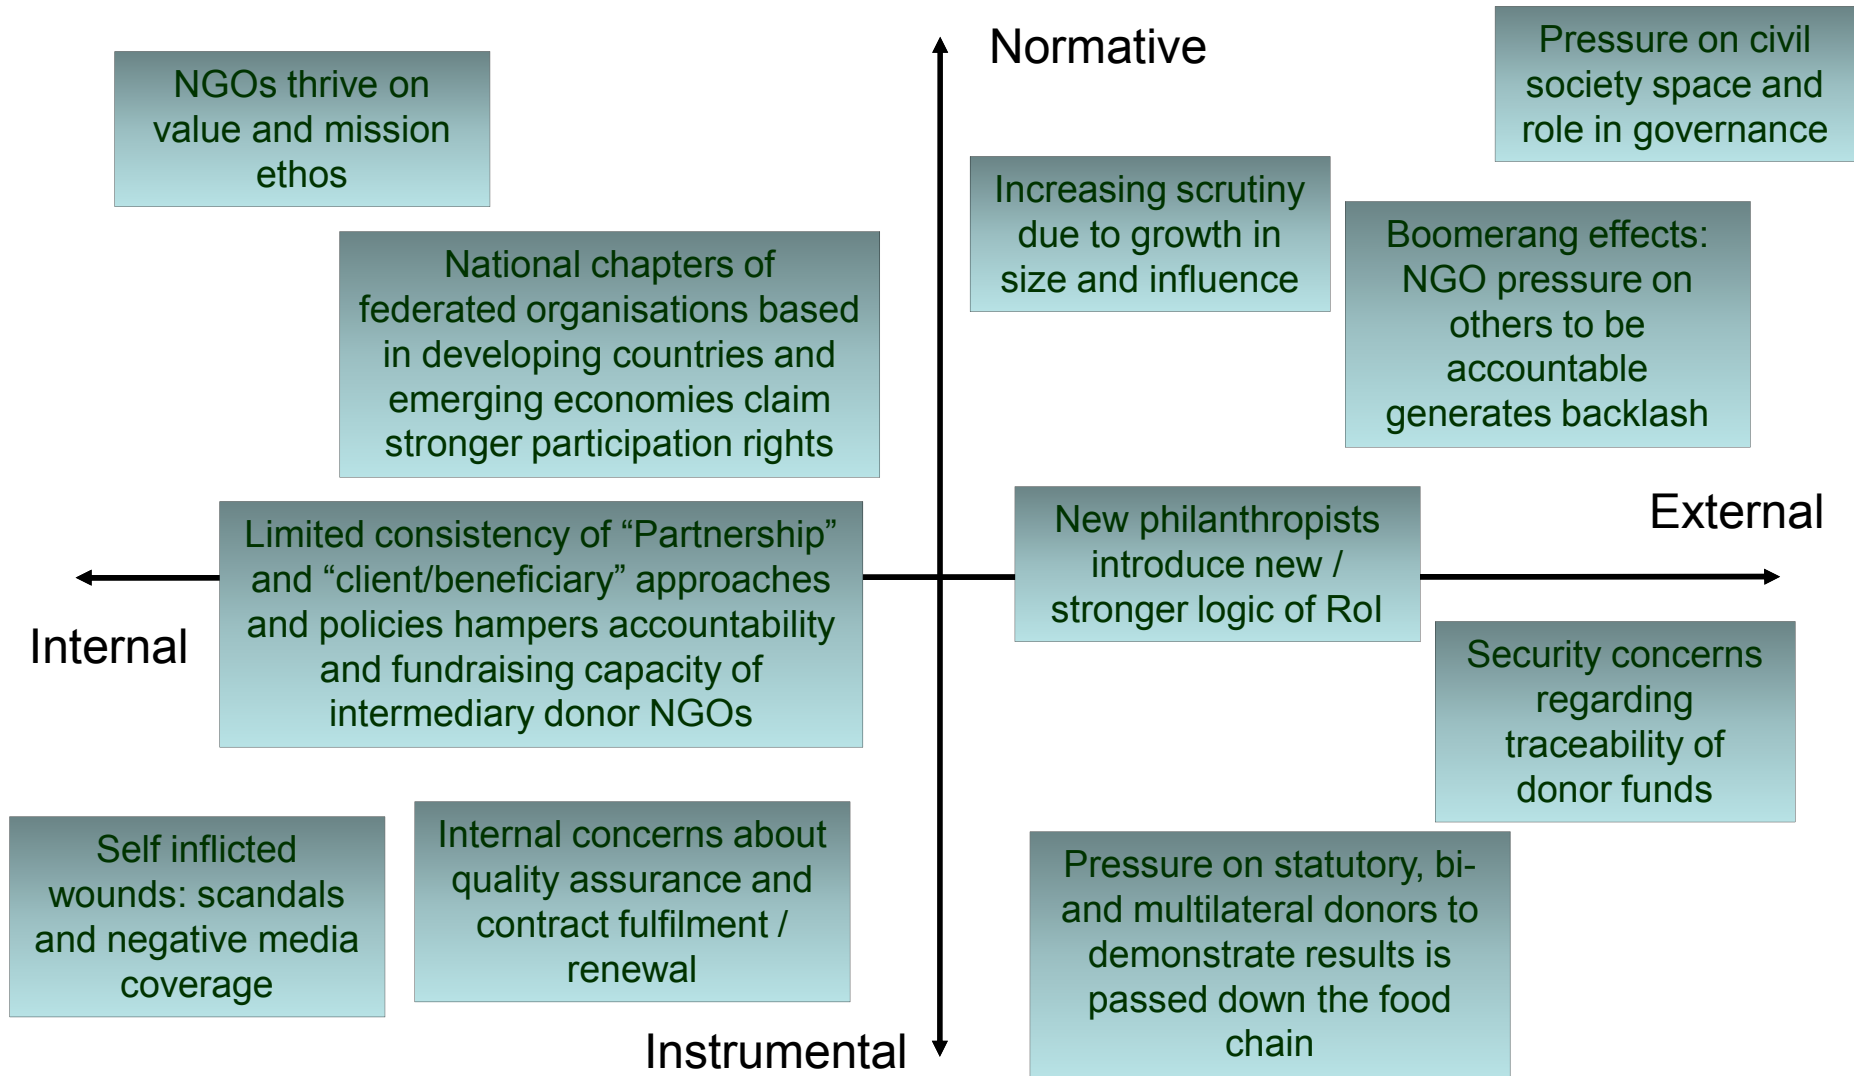 Normative
Pressure on civil
society space and
role in governance
NGOs thrive on
value and mission
ethos
Increasing scrutiny
due to growth in
size and influence
Boomerang effects:
NGO pressure on
others to be
accountable
generates backlash
National chapters of
federated organisations based
in developing countries and
emerging economies claim
stronger participation rights
External
New philanthropists
introduce new /
stronger logic of RoI
Limited consistency of “Partnership”
and “client/beneficiary” approaches
and policies hampers accountability
and fundraising capacity of
intermediary donor NGOs
Internal
Security concerns
regarding
traceability of
donor funds
Self inflicted
wounds: scandals
and negative media
coverage
Internal concerns about
quality assurance and
contract fulfilment /
renewal
Pressure on statutory, bi-
and multilateral donors to
demonstrate results is
passed down the food
chain
Instrumental